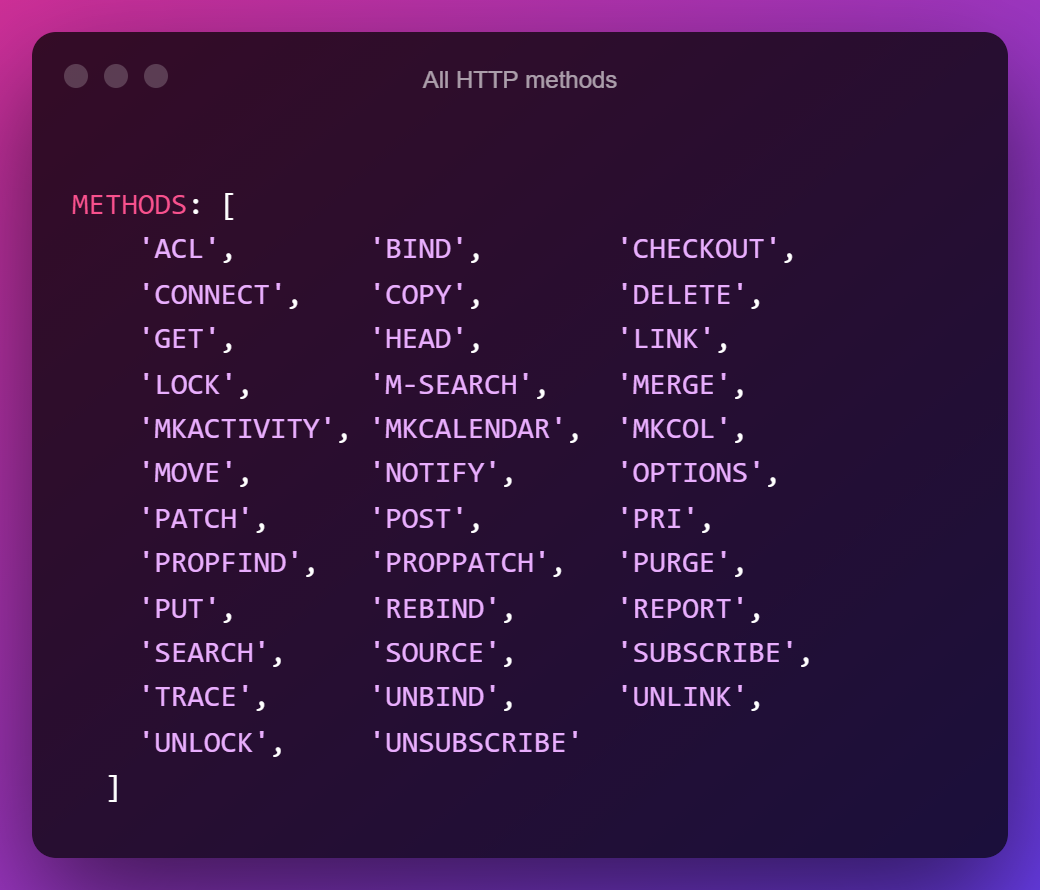 All HTTP methods
METHODS: [
'ACL', 'BIND', 'CHECKOUT',
'CONNECT', 'COPY', 'DELETE',
'GET', 'HEAD', 'LINK',
'LOCK', 'M-SEARCH', 'MERGE',
'MKACTIVITY', 'MKCALENDAR', 'MKCOL',
'MOVE', 'NOTIFY', 'OPTIONS',
'PATCH', 'POST', 'PRI',
'PROPFIND', 'PROPPATCH', 'PURGE',
'PUT', 'REBIND', 'REPORT',
'SEARCH', 'SOURCE', 'SUBSCRIBE',
'TRACE', 'UNBIND', 'UNLINK',
'UNLOCK', 'UNSUBSCRIBE'
]